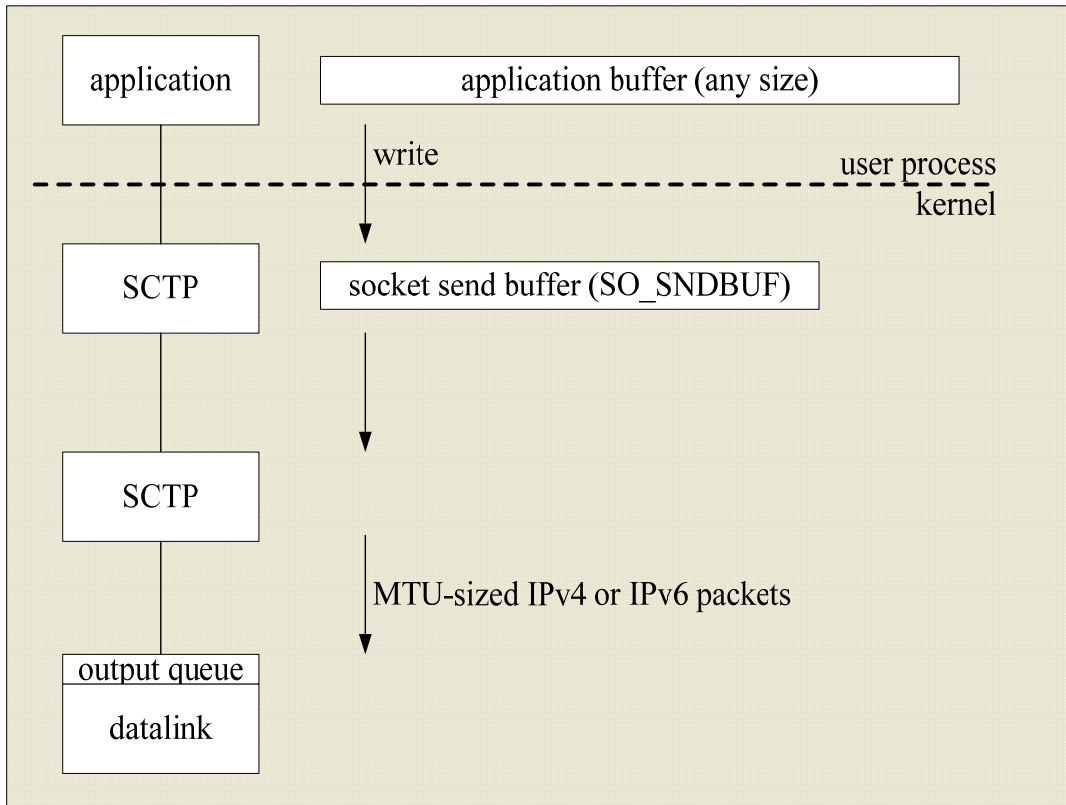 application
application buffer (any size)
write
user process
kernel
SCTP
socket send buffer (SO_SNDBUF)
SCTP
MTU-sized IPv4 or IPv6 packets
output queue
datalink